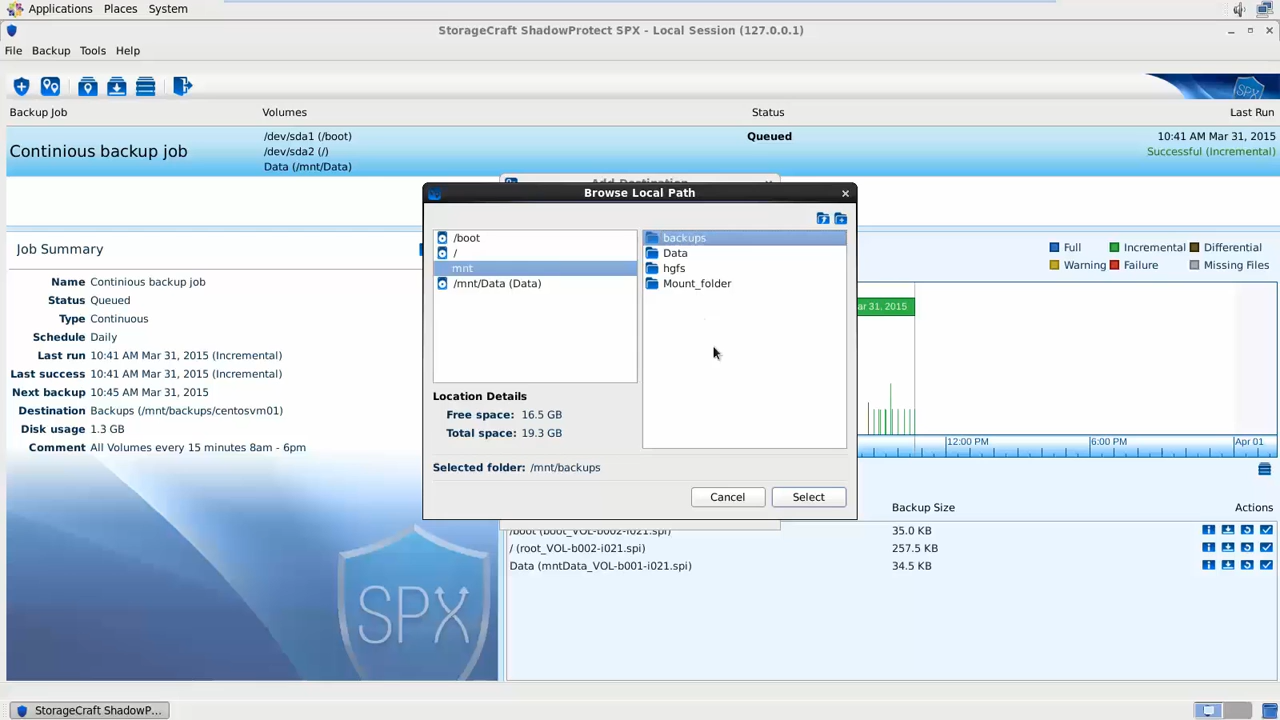 Applications Places System
StorageCraft ShadowProtect SPX - Local Session (127.0.0.1)
File Backup Tools Help
Backup Job Volumes Status Last Run
Continious backup job
/dev/sda1 (/boot)
/dev/sda2 (/)
Data (/mnt/Data)
Queued
10:41 AM Mar 31, 2015
Successful (Incremental)
Add Destination
Browse Local Path
/boot
/
mnt
/mnt/Data (Data)
backups
Data
hgfs
Mount_folder
Location Details
Free space: 16.5 GB
Total space: 19.3 GB
Selected folder: /mnt/backups
Cancel Select
Job Summary
Name Continious backup job
Status Queued
Type Continuous
Schedule Daily
Last run 10:41 AM Mar 31, 2015 (Incremental)
Last success 10:41 AM Mar 31, 2015 (Incremental)
Next backup 10:45 AM Mar 31, 2015
Destination Backups (/mnt/backups/centosvm01)
Disk usage 1.3 GB
Comment All Volumes every 15 minutes 8am - 6pm
SPX
Full Incremental Differential
Warning Failure Missing Files
ar 31, 2015
12:00 PM 6:00 PM Apr 01
Backup Size Actions
/boot (boot_VOL-b002-i021.spi) 35.0 KB
/ (root_VOL-b002-i021.spi) 257.5 KB
Data (mntData_VOL-b001-i021.spi) 34.5 KB
StorageCraft ShadowP...